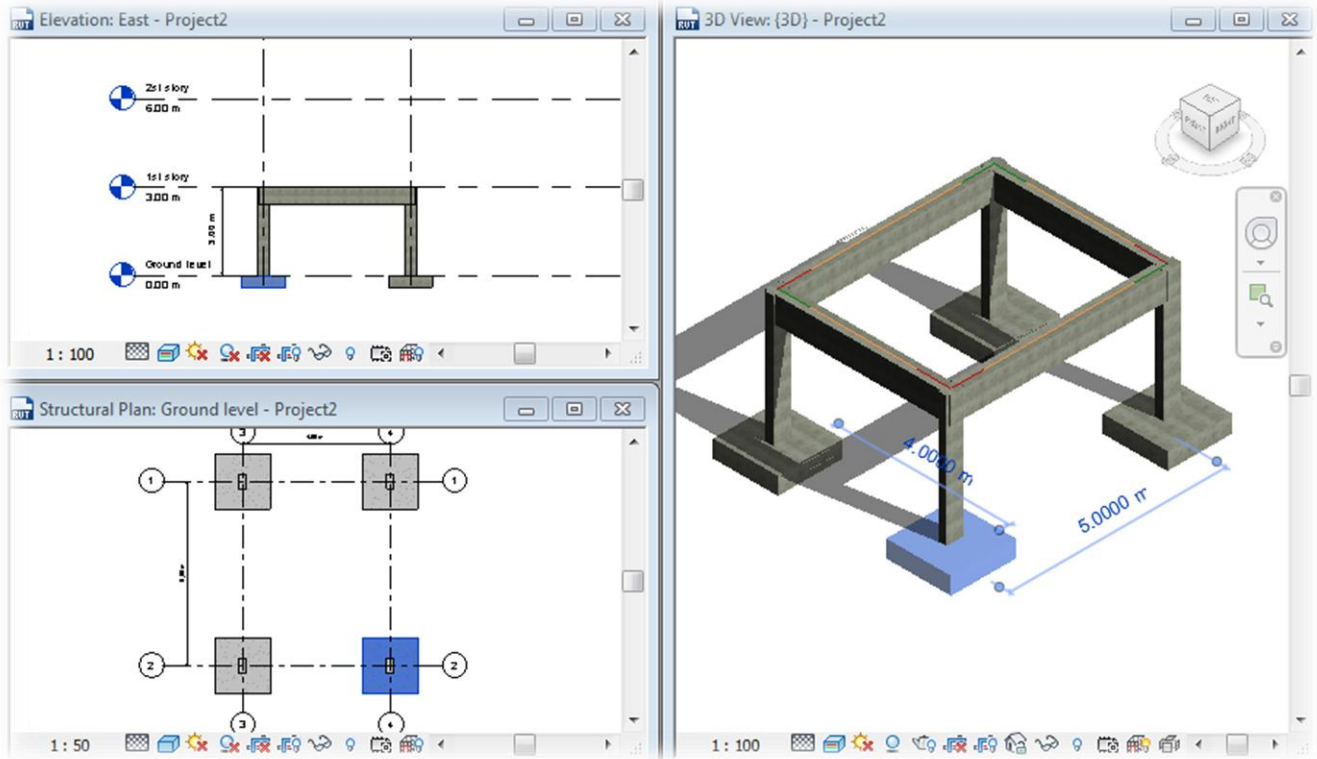 Elevation: East - Project2
2st story
6.00 m
1st story
3.00 m
3.00 m
Ground level
0.00 m
1 : 100
Structural Plan: Ground level - Project2
3
4
1
1
2
2
3
4
1 : 50
3D View: {3D} - Project2
4.0000 m
5.0000 m
1 : 100